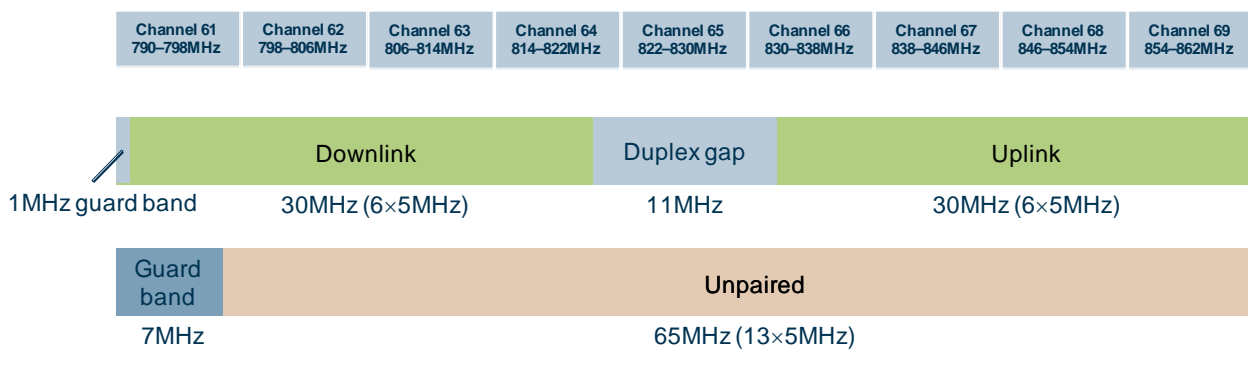 Channel 61
790–798MHz
Channel 62
798–806MHz
Channel 63
806–814MHz
Channel 64
814–822MHz
Channel 65
822–830MHz
Channel 66
830–838MHz
Channel 67
838–846MHz
Channel 68
846–854MHz
Channel 69
854–862MHz
Downlink
Duplex gap
Uplink
1MHz guard band
30MHz (6×5MHz)
11MHz
30MHz (6×5MHz)
Guard
band
Unpaired
7MHz
65MHz (13×5MHz)